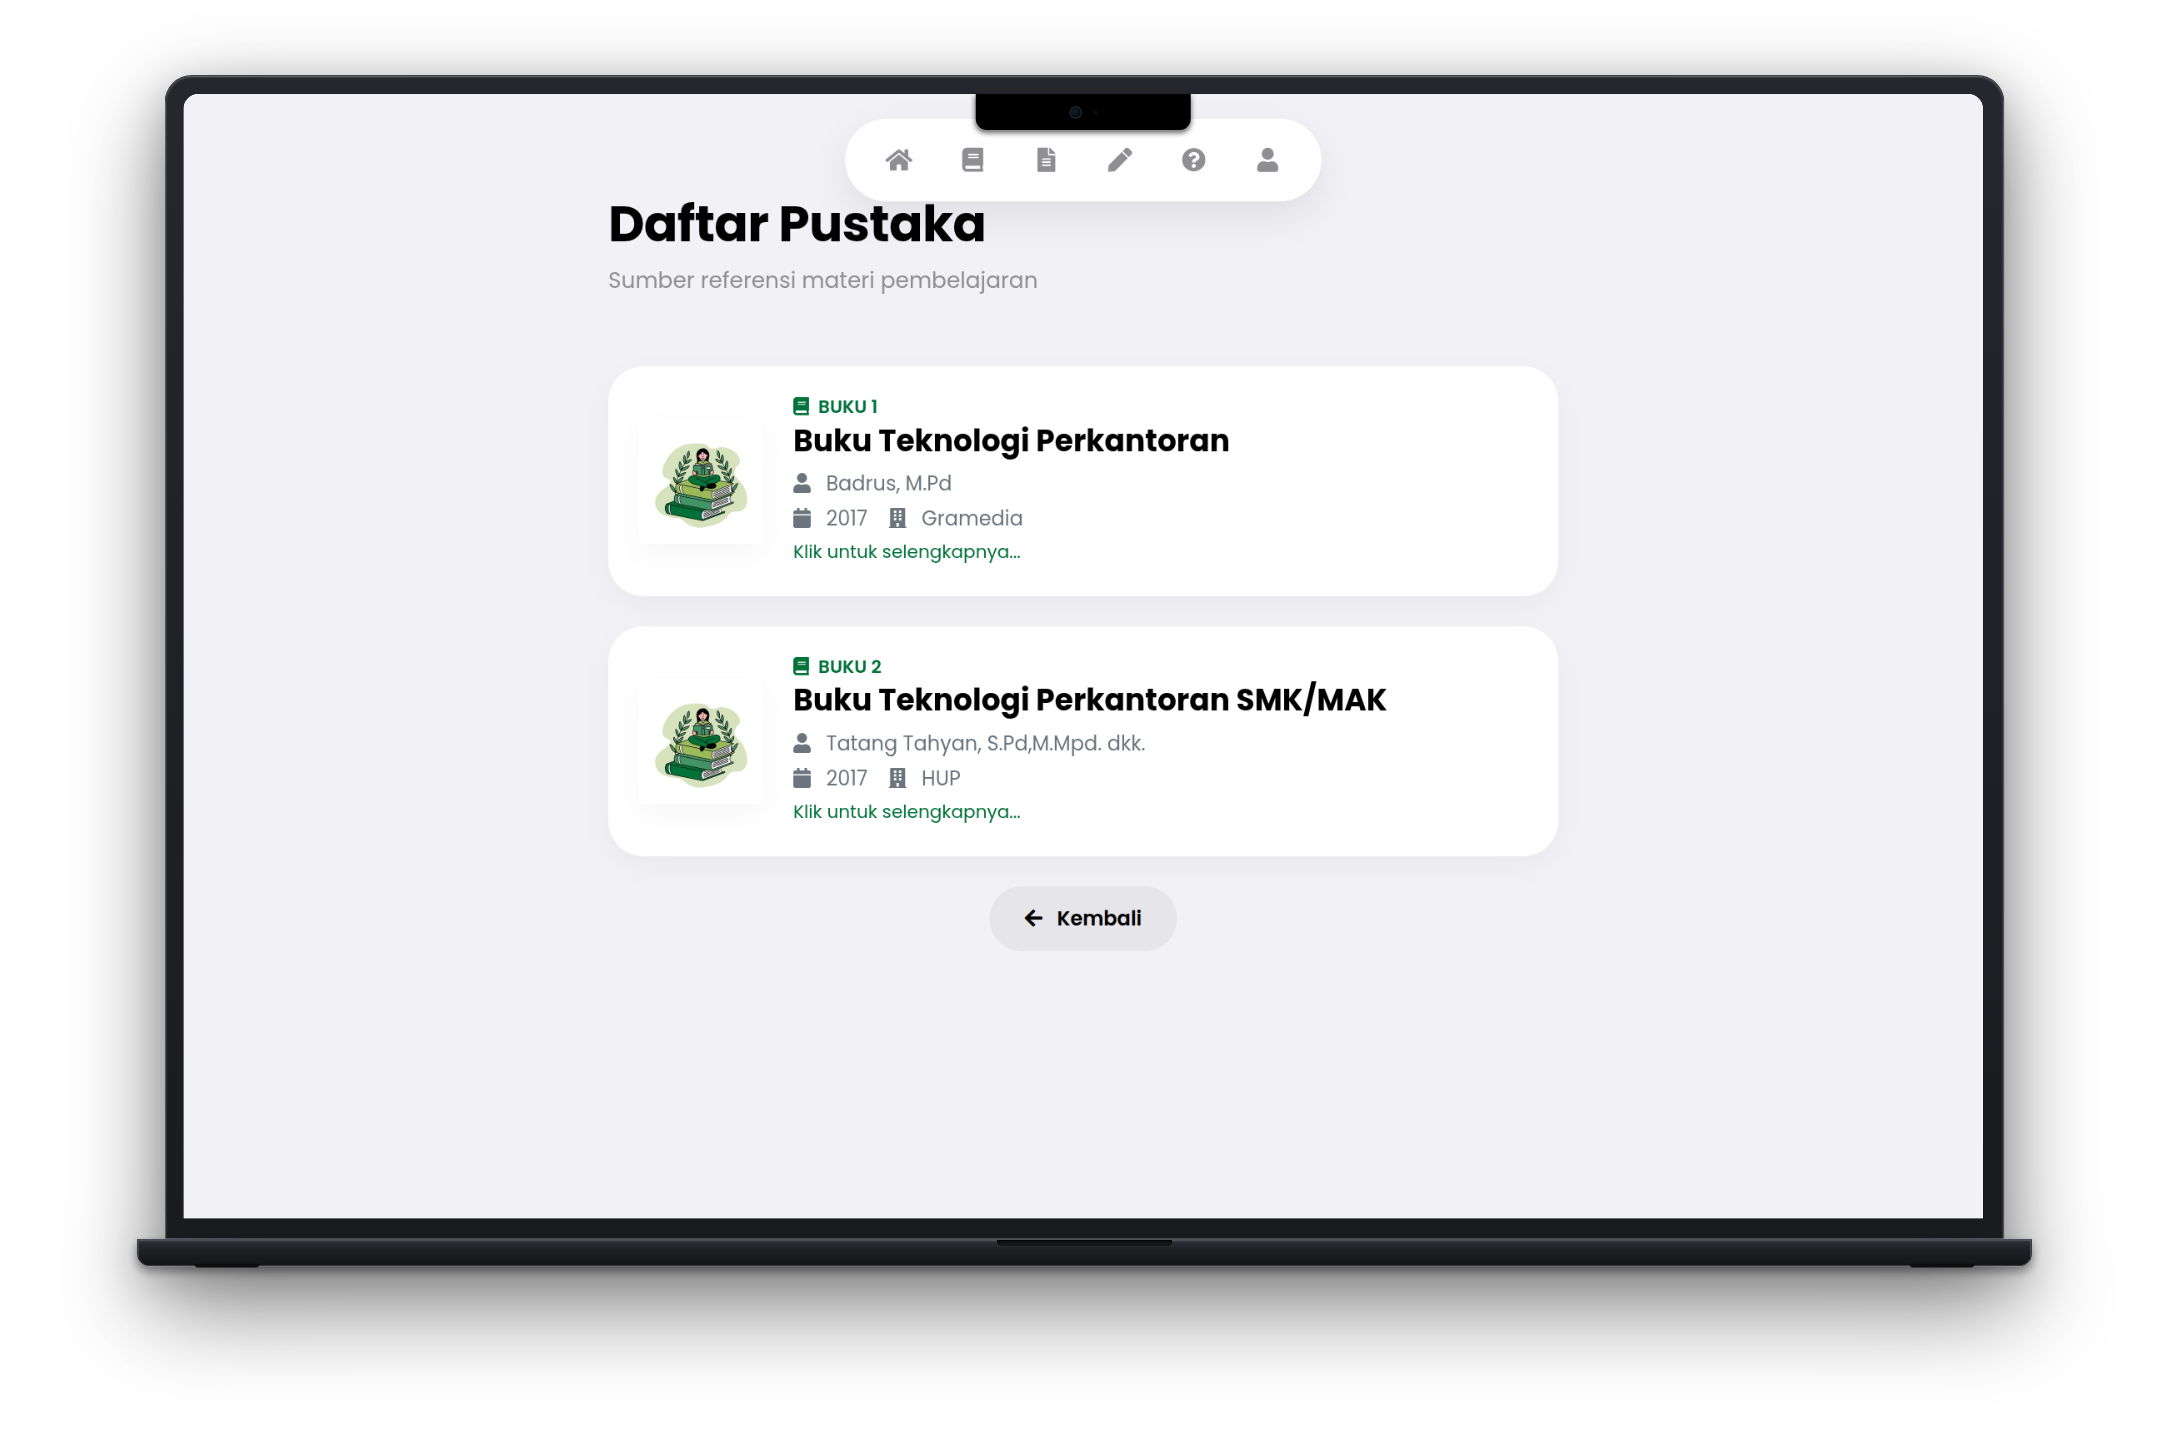 Daftar Pustaka
Sumber referensi materi pembelajaran
BUKU 1
Buku Teknologi Perkantoran
Badrus, M.Pd
2017 Gramedia
Klik untuk selengkapnya...
BUKU 2
Buku Teknologi Perkantoran SMK/MAK
Tatang Tahyan, S.Pd,M.Mpd. dkk.
2017 HUP
Klik untuk selengkapnya...
Kembali